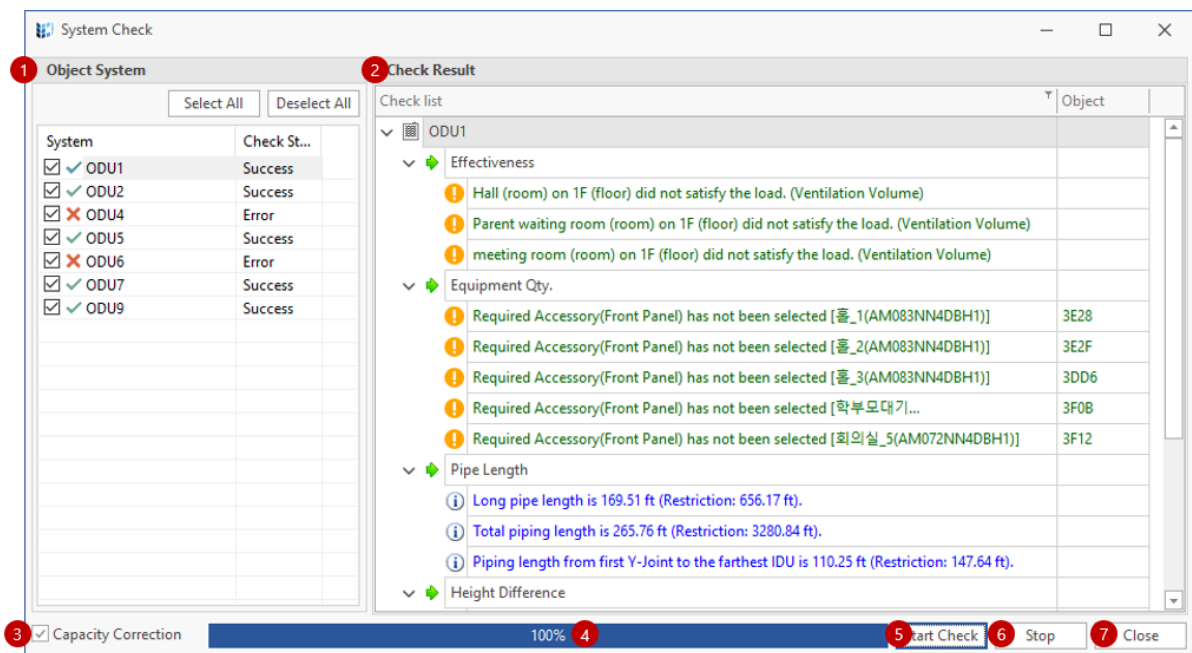 System Check
1 Object System
2 Check Result
Select All Deselect All
System Check St...
ODU1 Success
ODU2 Success
ODU4 Error
ODU5 Success
ODU6 Error
ODU7 Success
ODU9 Success
Check list Object
ODU1
Effectiveness
Hall (room) on 1F (floor) did not satisfy the load. (Ventilation Volume)
Parent waiting room (room) on 1F (floor) did not satisfy the load. (Ventilation Volume)
meeting room (room) on 1F (floor) did not satisfy the load. (Ventilation Volume)
Equipment Qty.
Required Accessory(Front Panel) has not been selected [홀_1(AM083NN4DBH1)] 3E28
Required Accessory(Front Panel) has not been selected [홀_2(AM083NN4DBH1)] 3E2F
Required Accessory(Front Panel) has not been selected [홀_3(AM083NN4DBH1)] 3DD6
Required Accessory(Front Panel) has not been selected [학부모대기... 3F0B
Required Accessory(Front Panel) has not been selected [회의실_5(AM072NN4DBH1)] 3F12
Pipe Length
Long pipe length is 169.51 ft (Restriction: 656.17 ft).
Total piping length is 265.76 ft (Restriction: 3280.84 ft).
Piping length from first Y-Joint to the farthest IDU is 110.25 ft (Restriction: 147.64 ft).
Height Difference
3 Capacity Correction 100% 4 5 tart Check 6 Stop 7 Close